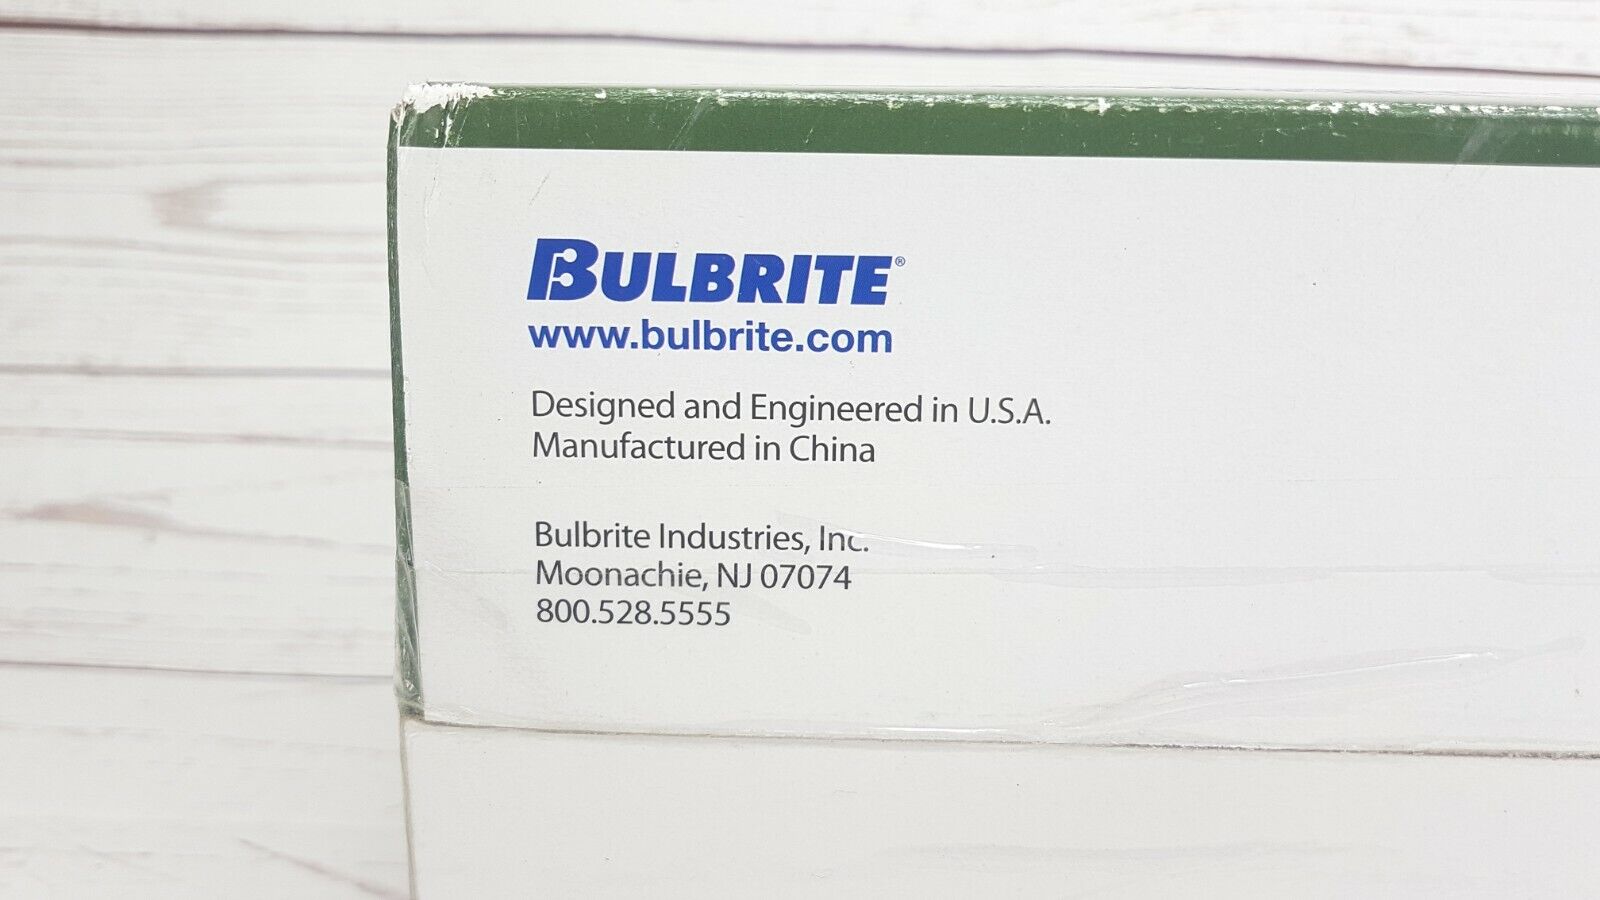 BULBRITE®
www.bulbrite.com
Designed and Engineered in U.S.A.
Manufactured in China
Bulbrite Industries, Inc.
Moonachie, NJ 07074
800.528.5555